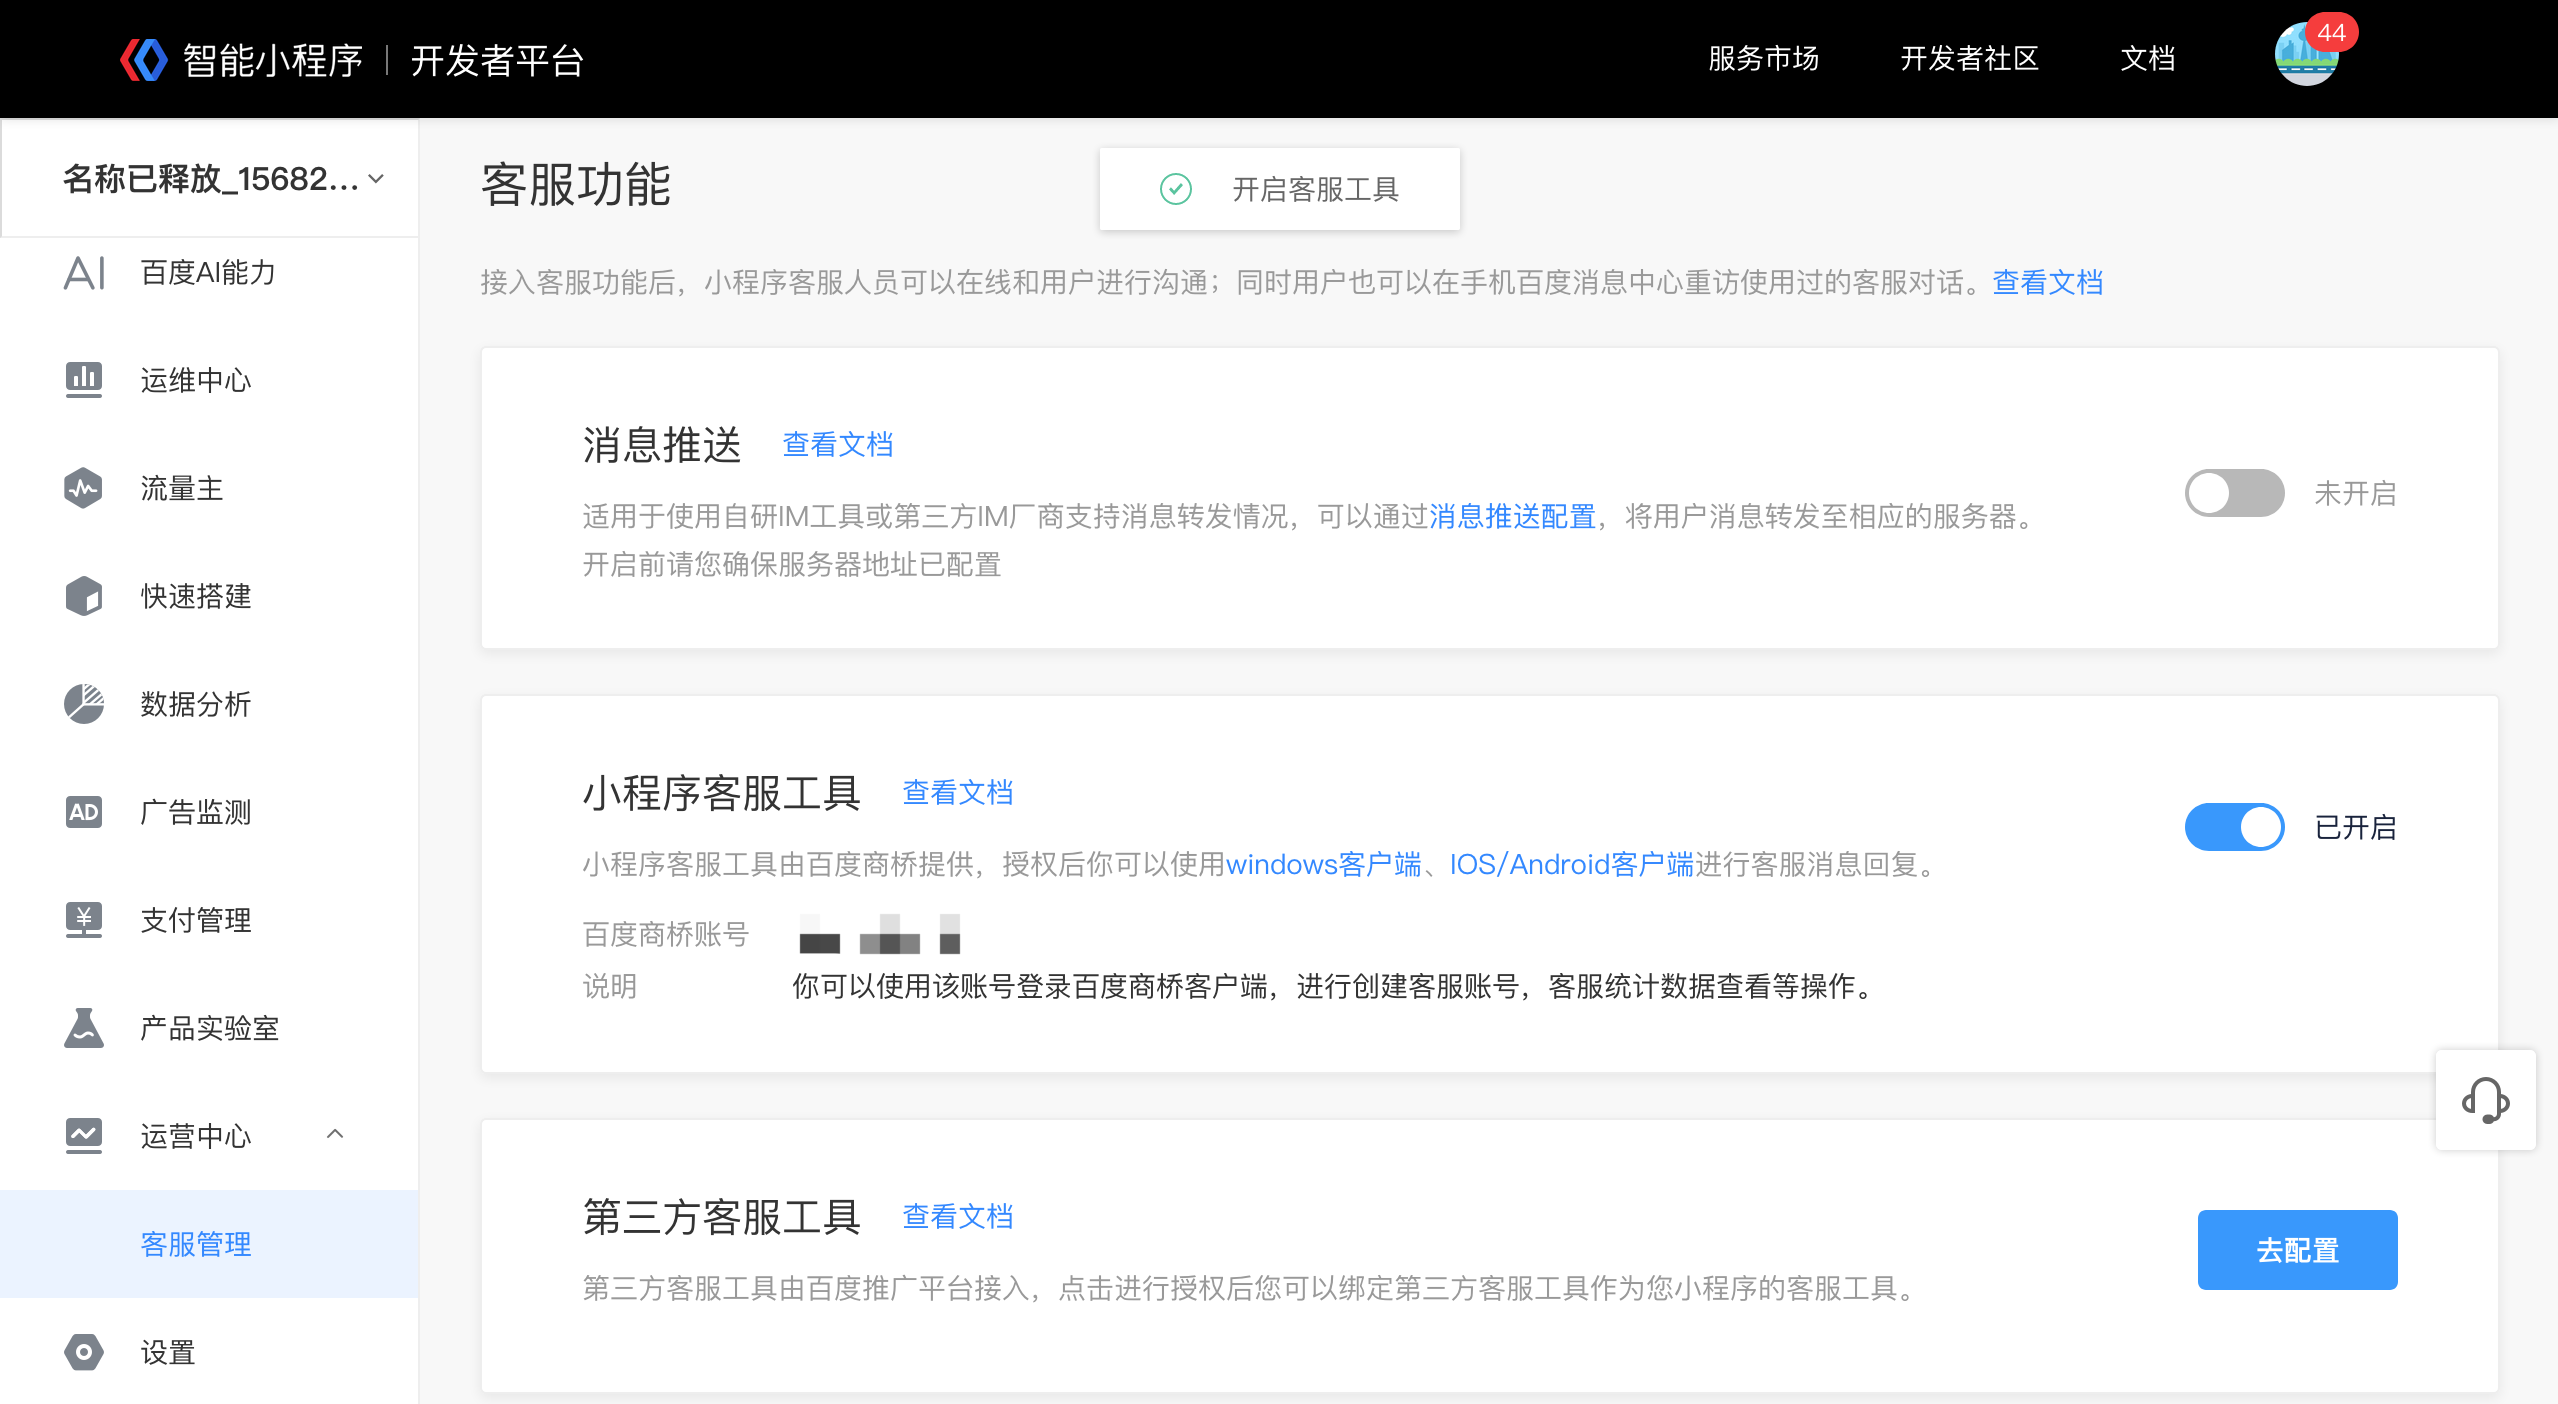 智能小程序 | 开发者平台
服务市场
开发者社区
文档
44
名称已释放_15682...
百度AI能力
运维中心
流量主
快速搭建
数据分析
广告监测
支付管理
产品实验室
运营中心
客服管理
设置
客服功能
开启客服工具
接入客服功能后，小程序客服人员可以在线和用户进行沟通；同时用户也可以在手机百度消息中心重访使用过的客服对话。查看文档
消息推送 查看文档
适用于使用自研IM工具或第三方IM厂商支持消息转发情况，可以通过消息推送配置，将用户消息转发至相应的服务器。
开启前请您确保服务器地址已配置
未开启
小程序客服工具 查看文档
小程序客服工具由百度商桥提供，授权后你可以使用windows客户端、IOS/Android客户端进行客服消息回复。
已开启
百度商桥账号
说明 你可以使用该账号登录百度商桥客户端，进行创建客服账号，客服统计数据查看等操作。
第三方客服工具 查看文档
第三方客服工具由百度推广平台接入，点击进行授权后您可以绑定第三方客服工具作为您小程序的客服工具。
去配置